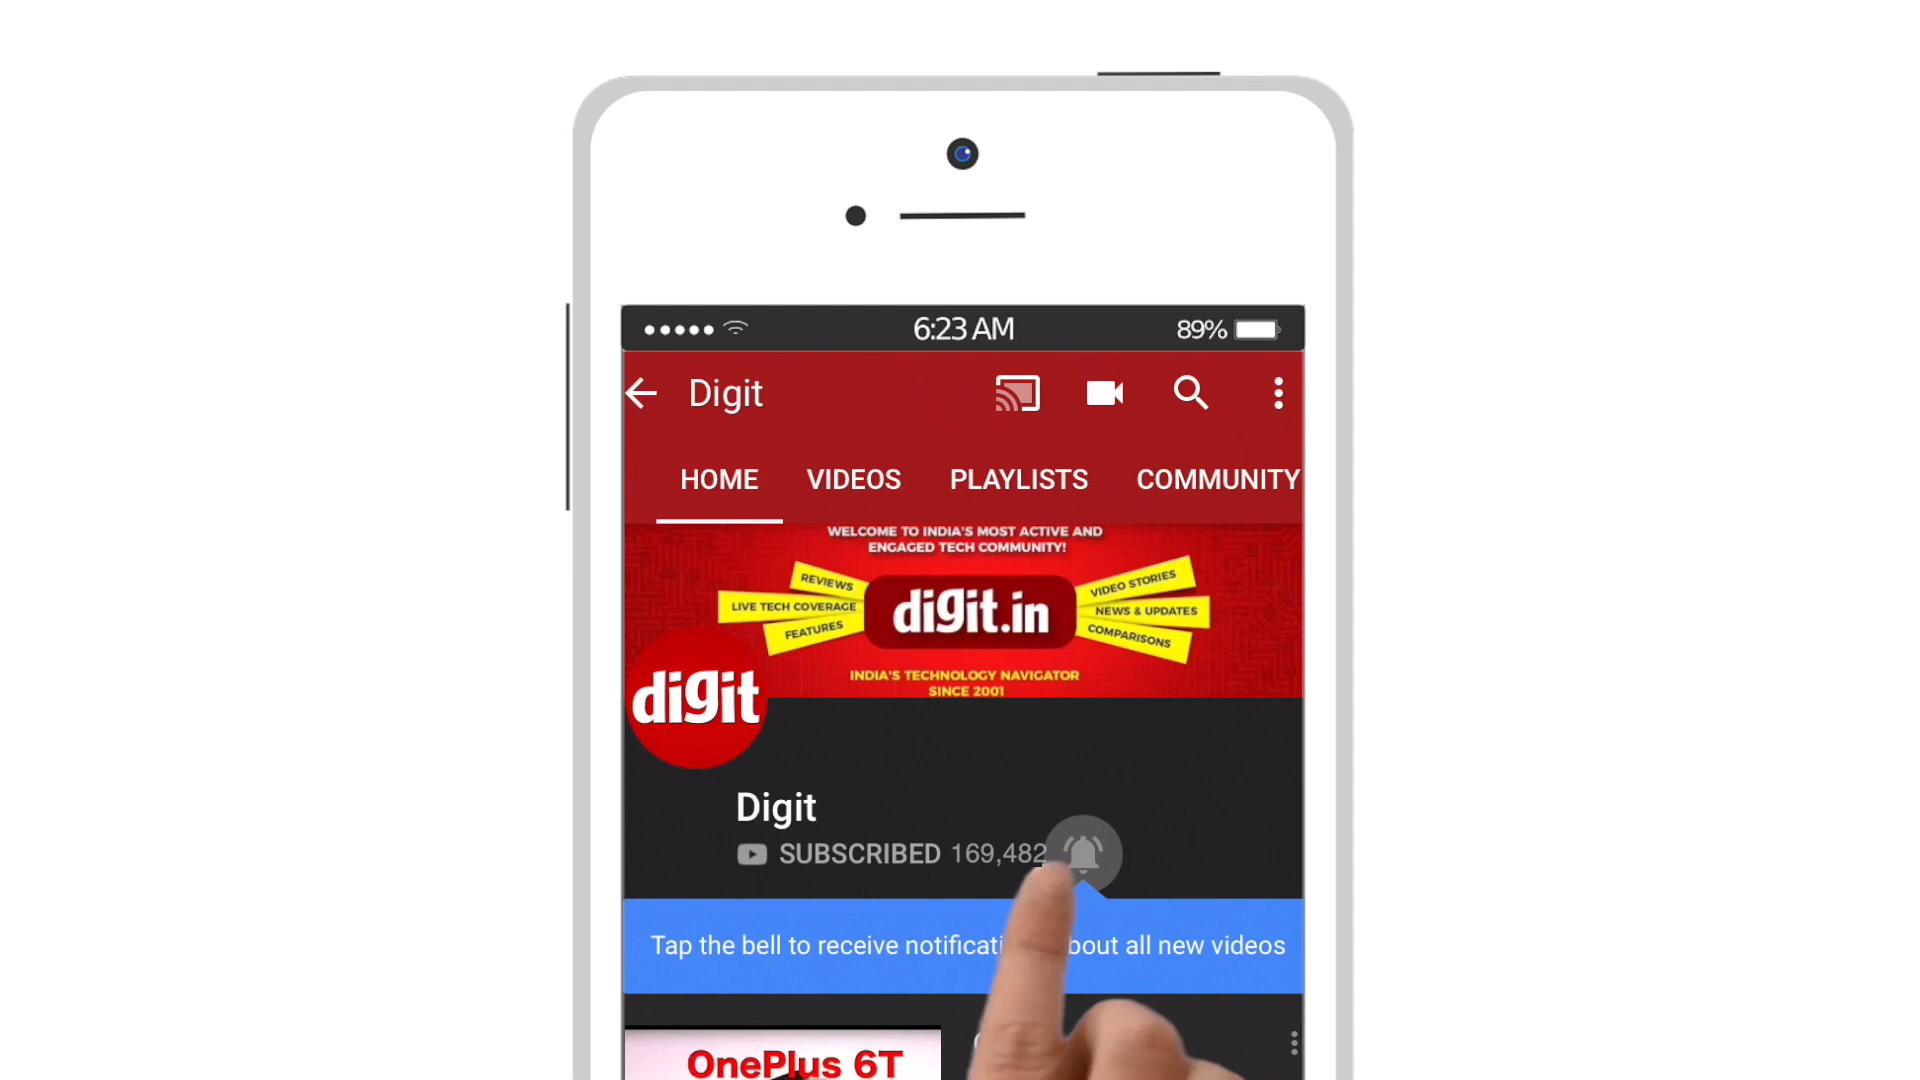 6:23 AM
89%
Digit
HOME VIDEOS PLAYLISTS COMMUNITY
WELCOME TO INDIA'S MOST ACTIVE AND
ENGAGED TECH COMMUNITY!
REVIEWS
LIVE TECH COVERAGE
FEATURES
digit.in
VIDEO STORIES
NEWS & UPDATES
COMPARISONS
INDIA'S TECHNOLOGY NAVIGATOR
SINCE 2001
digit
Digit
SUBSCRIBED 169,482
Tap the bell to receive notificati bout all new videos
OnePlus 6T